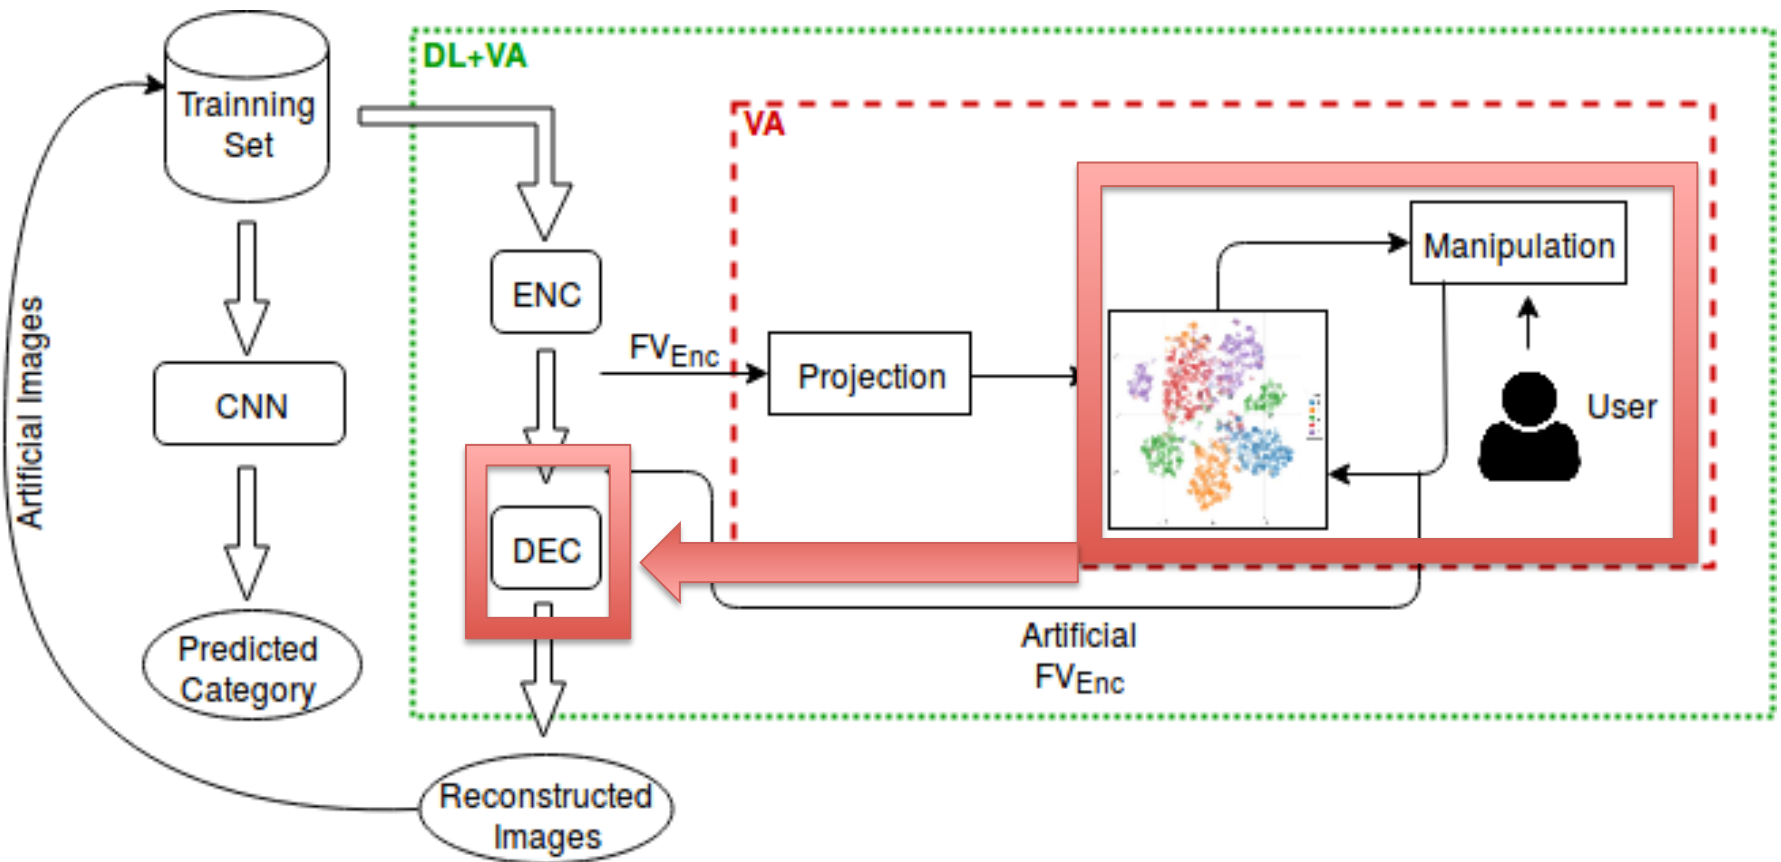 DL+VA
Trainning
Set
VA
Manipulation
ENC
Artificial Images
FVEnc
Projection
CNN
User
DEC
Predicted
Category
Artificial
FVEnc
Reconstructed
Images